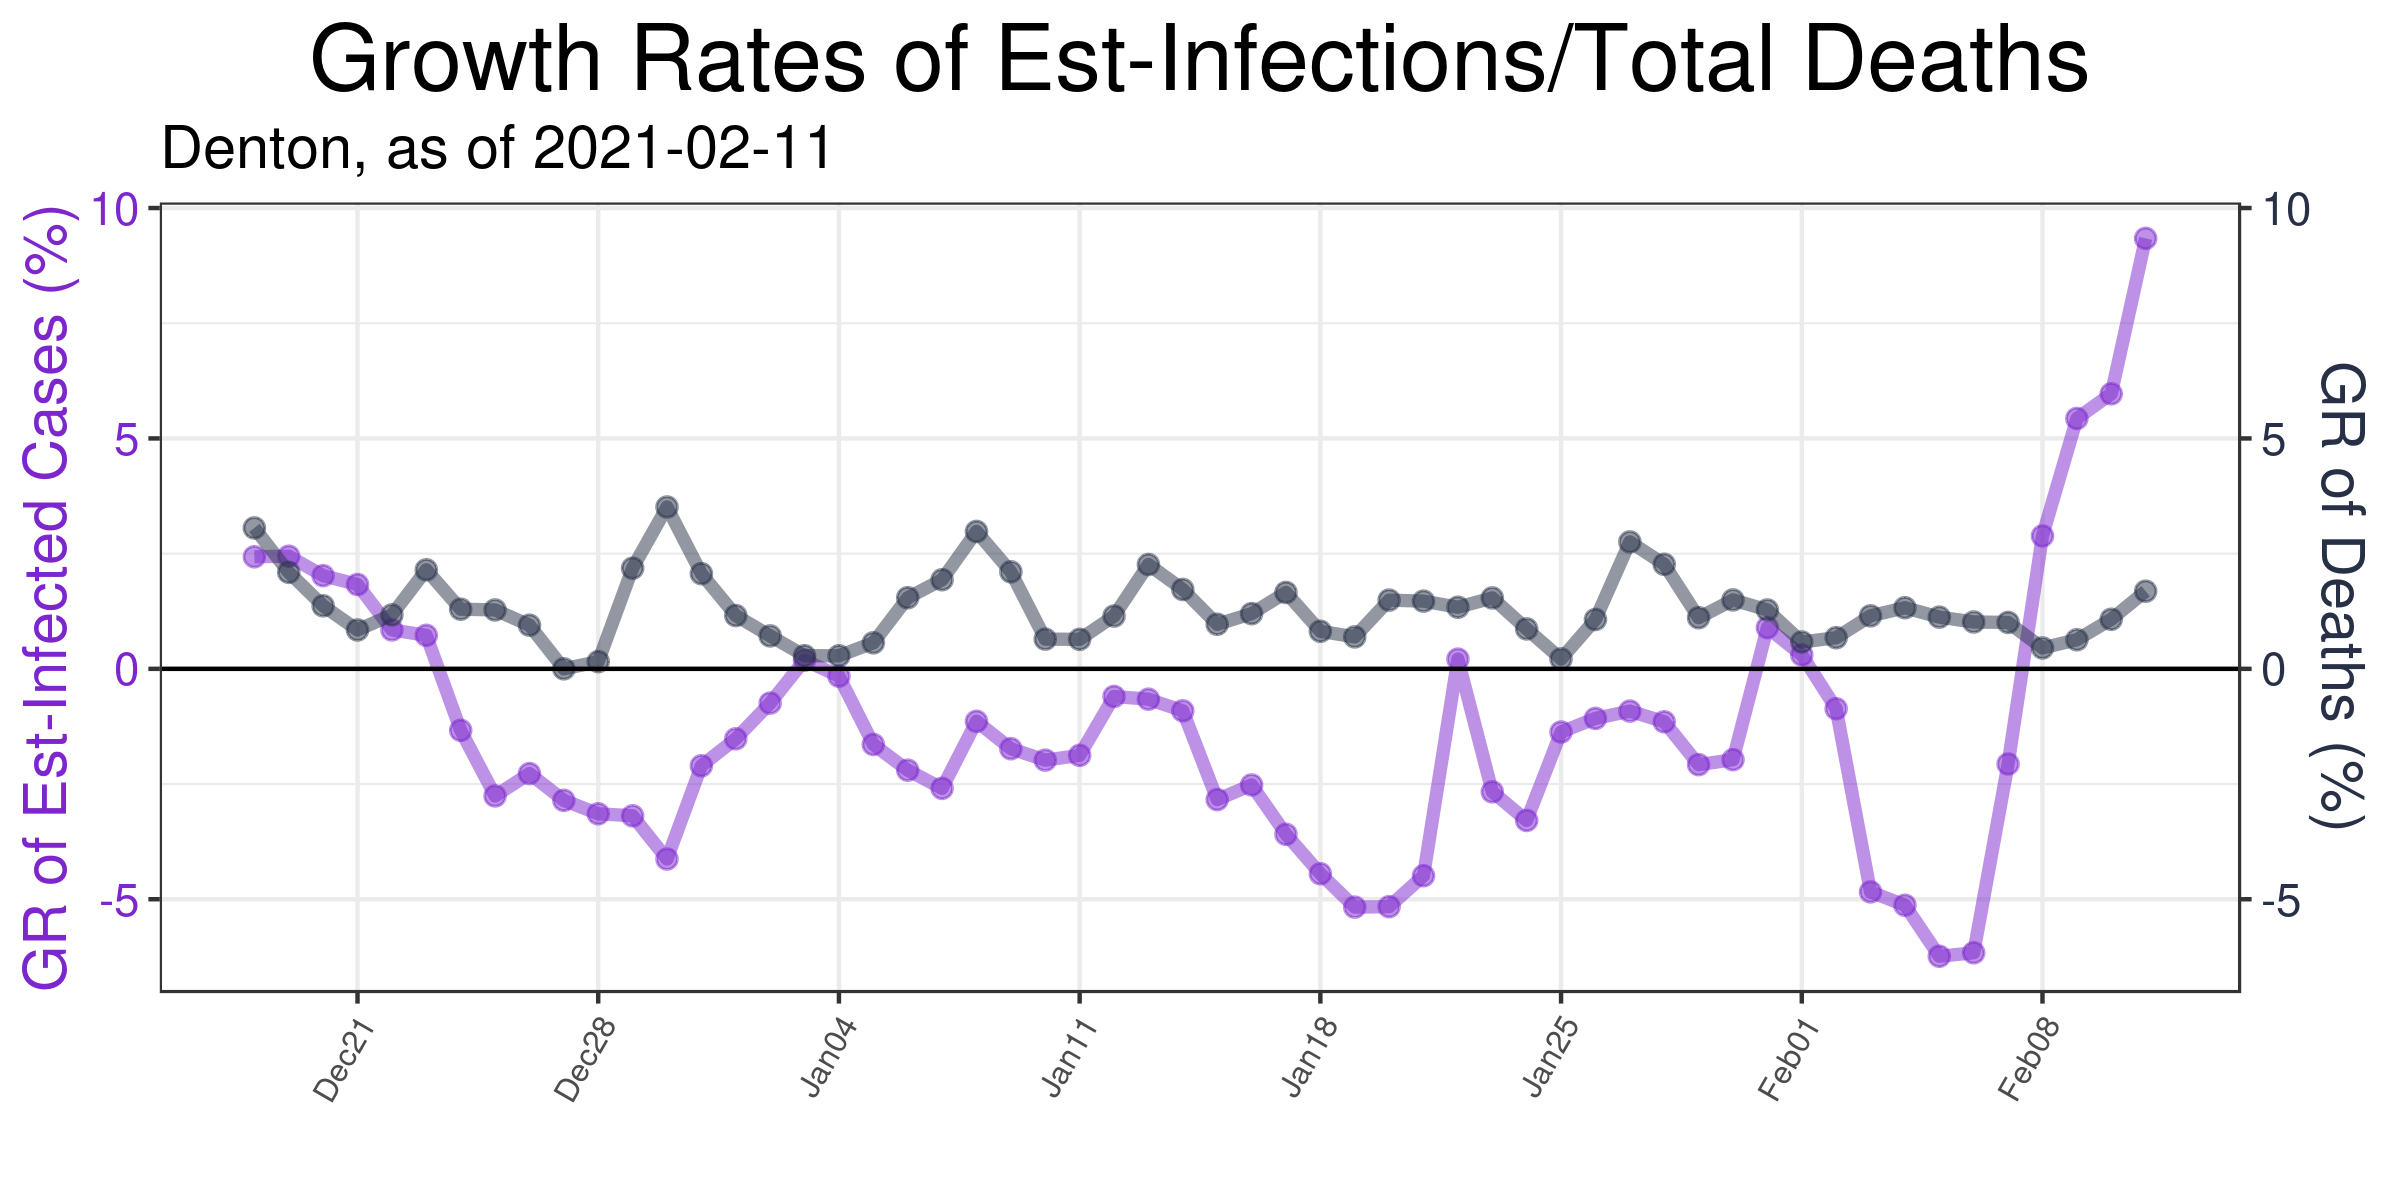 Growth Rates of Est-Infections/Total Deaths
Denton, as of 2021-02-11
GR of Est-Infected Cases (%)
10
5
0
-5
10
5
0
-5
GR of Deaths (%)
Dec21
Dec28
Jan04
Jan11
Jan18
Jan25
Feb01
Feb08